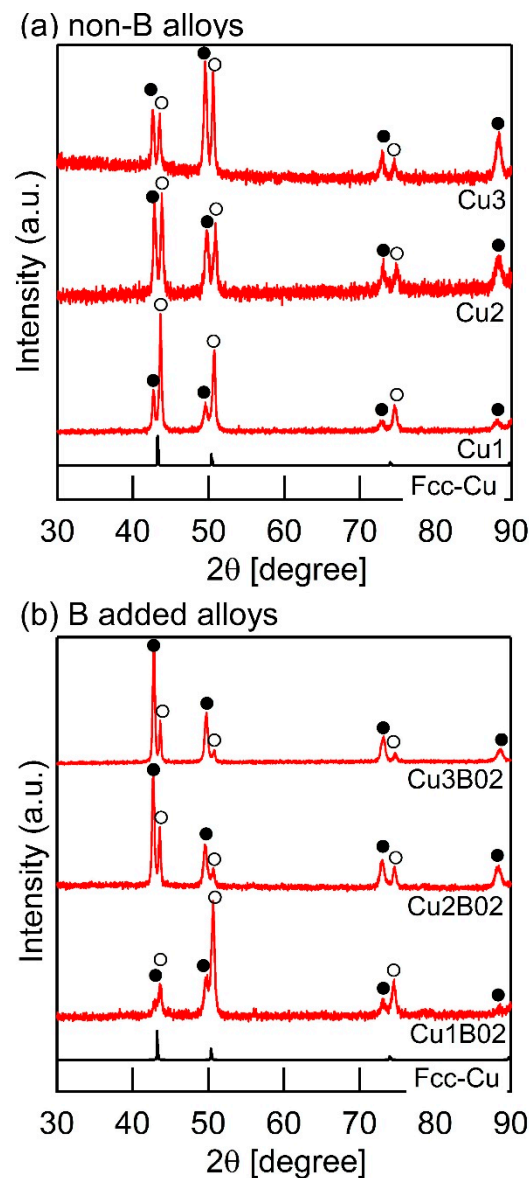 (a) non-B alloys
Intensity (a.u.)
Cu3
Cu2
Cu1
Fcc-Cu
30 40 50 60 70 80 90
2θ [degree]
(b) B added alloys
Intensity (a.u.)
Cu3B02
Cu2B02
Cu1B02
Fcc-Cu
30 40 50 60 70 80 90
2θ [degree]